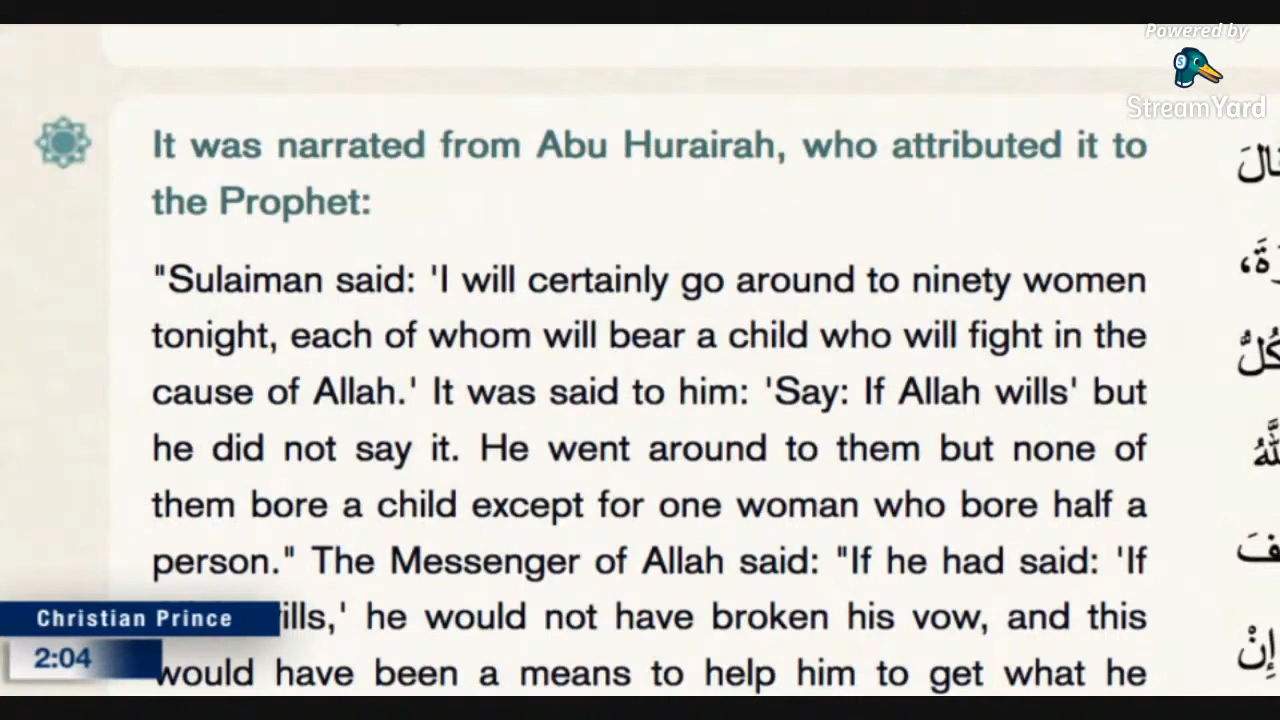 Powered by
StreamYard
It was narrated from Abu Hurairah, who attributed it to
the Prophet:
"Sulaiman said: 'I will certainly go around to ninety women
tonight, each of whom will bear a child who will fight in the
cause of Allah.' It was said to him: 'Say: If Allah wills' but
he did not say it. He went around to them but none of
them bore a child except for one woman who bore half a
person." The Messenger of Allah said: "If he had said: 'If
he would not have broken his vow, and this
would have been a means to help him to get what he
كُلُّ
إِنْ
Christian Prince
2:04